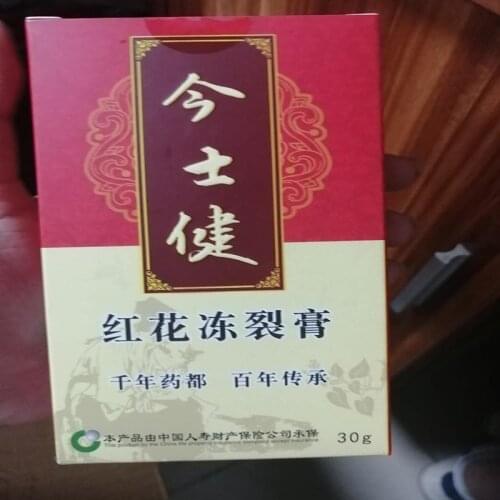 今士健
红花冻裂膏
千年药都 百年传承
本产品由中国人寿财产保险公司承保
30g